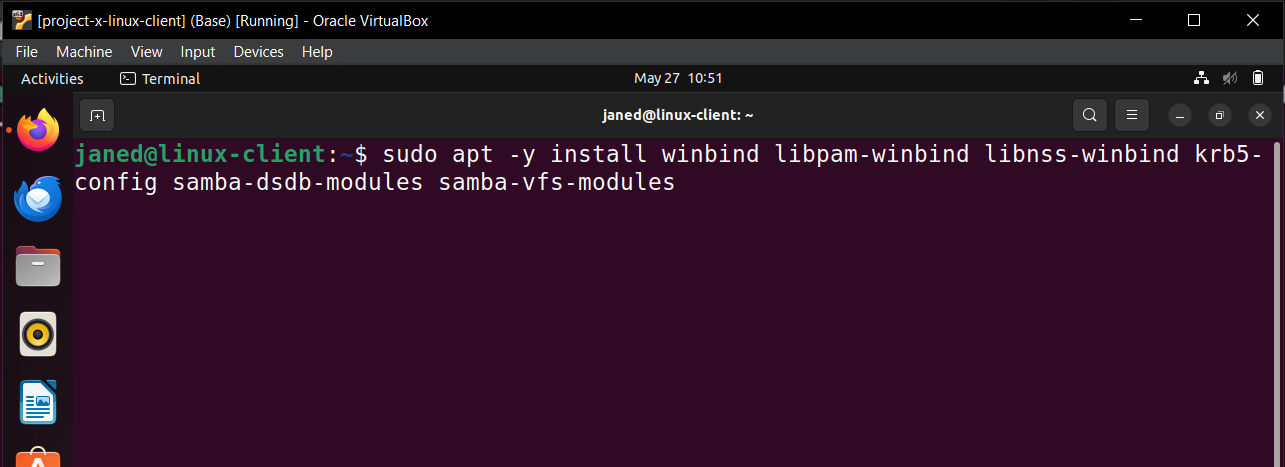 [project-x-linux-client] (Base) [Running] - Oracle VirtualBox
File Machine View Input Devices Help
Activities Terminal May 27 10:51
janed@linux-client: ~
janed@linux-client:~$ sudo apt -y install winbind libpam-winbind libnss-winbind krb5-
config samba-dsdb-modules samba-vfs-modules